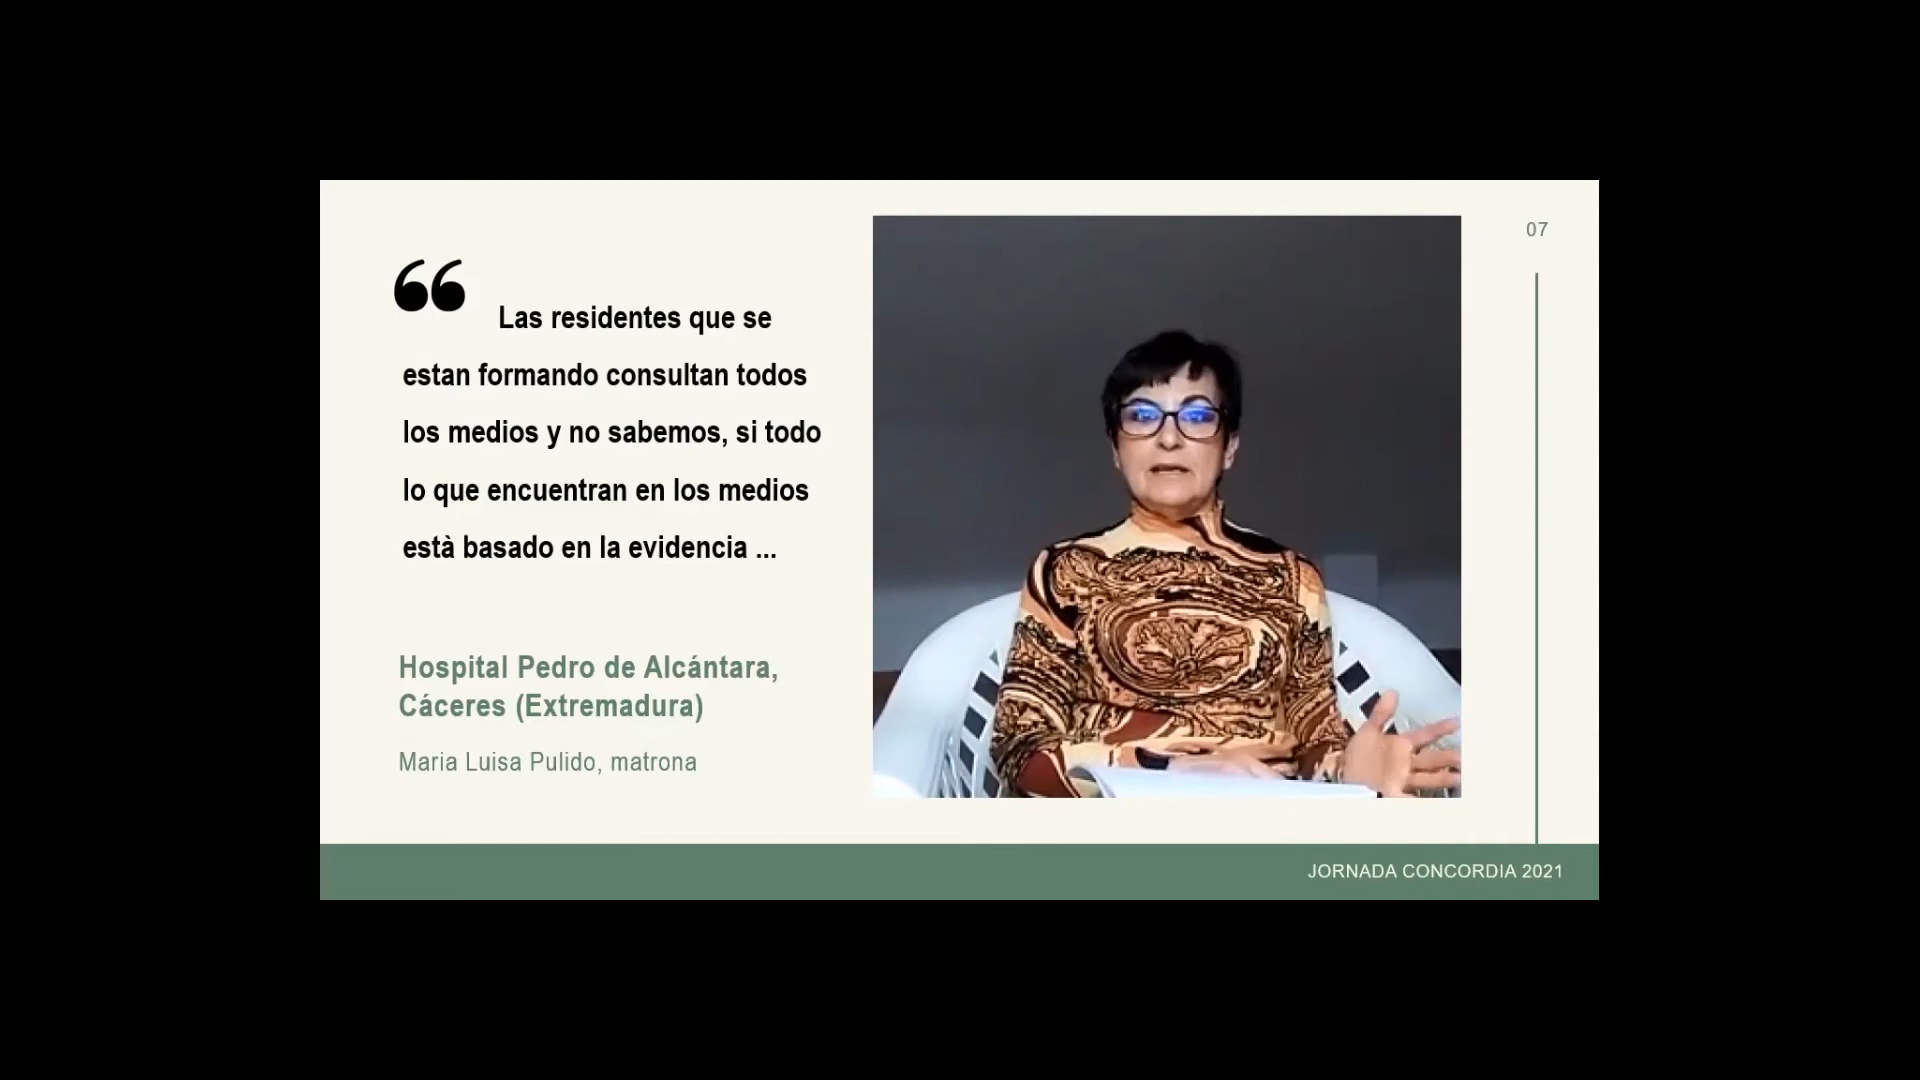 07
“ Las residentes que se
estan formando consultan todos
los medios y no sabemos, si todo
lo que encuentran en los medios
està basado en la evidencia ...
Hospital Pedro de Alcántara,
Cáceres (Extremadura)
Maria Luisa Pulido, matrona
JORNADA CONCORDIA 2021